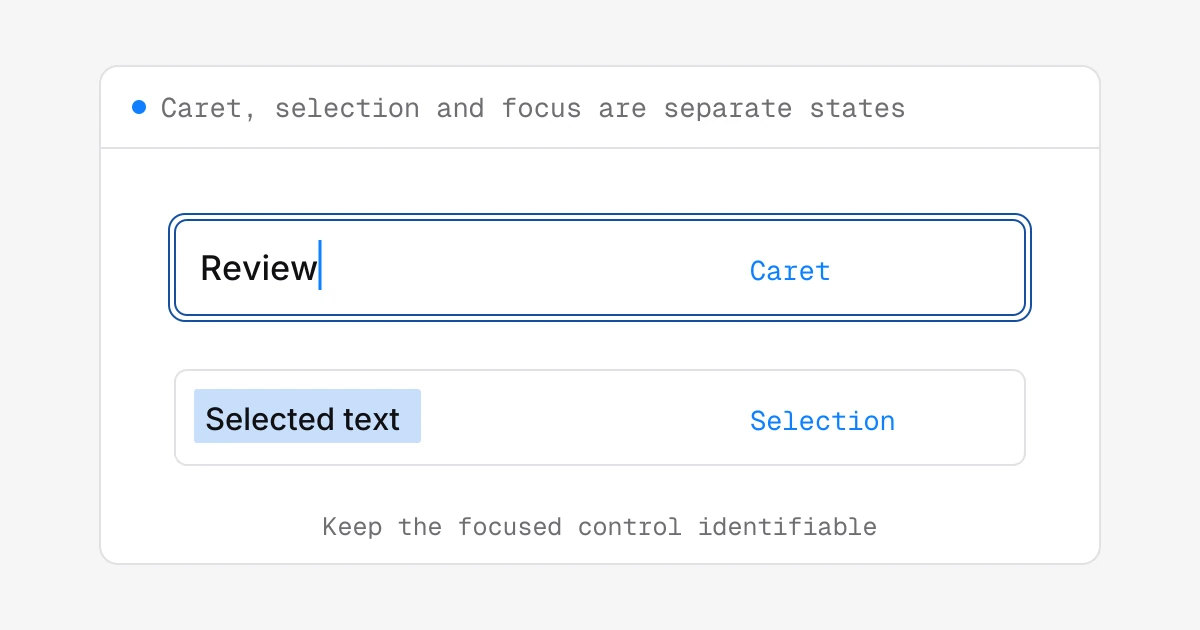 Caret, selection and focus are separate states
Review
Caret
Selected text
Selection
Keep the focused control identifiable